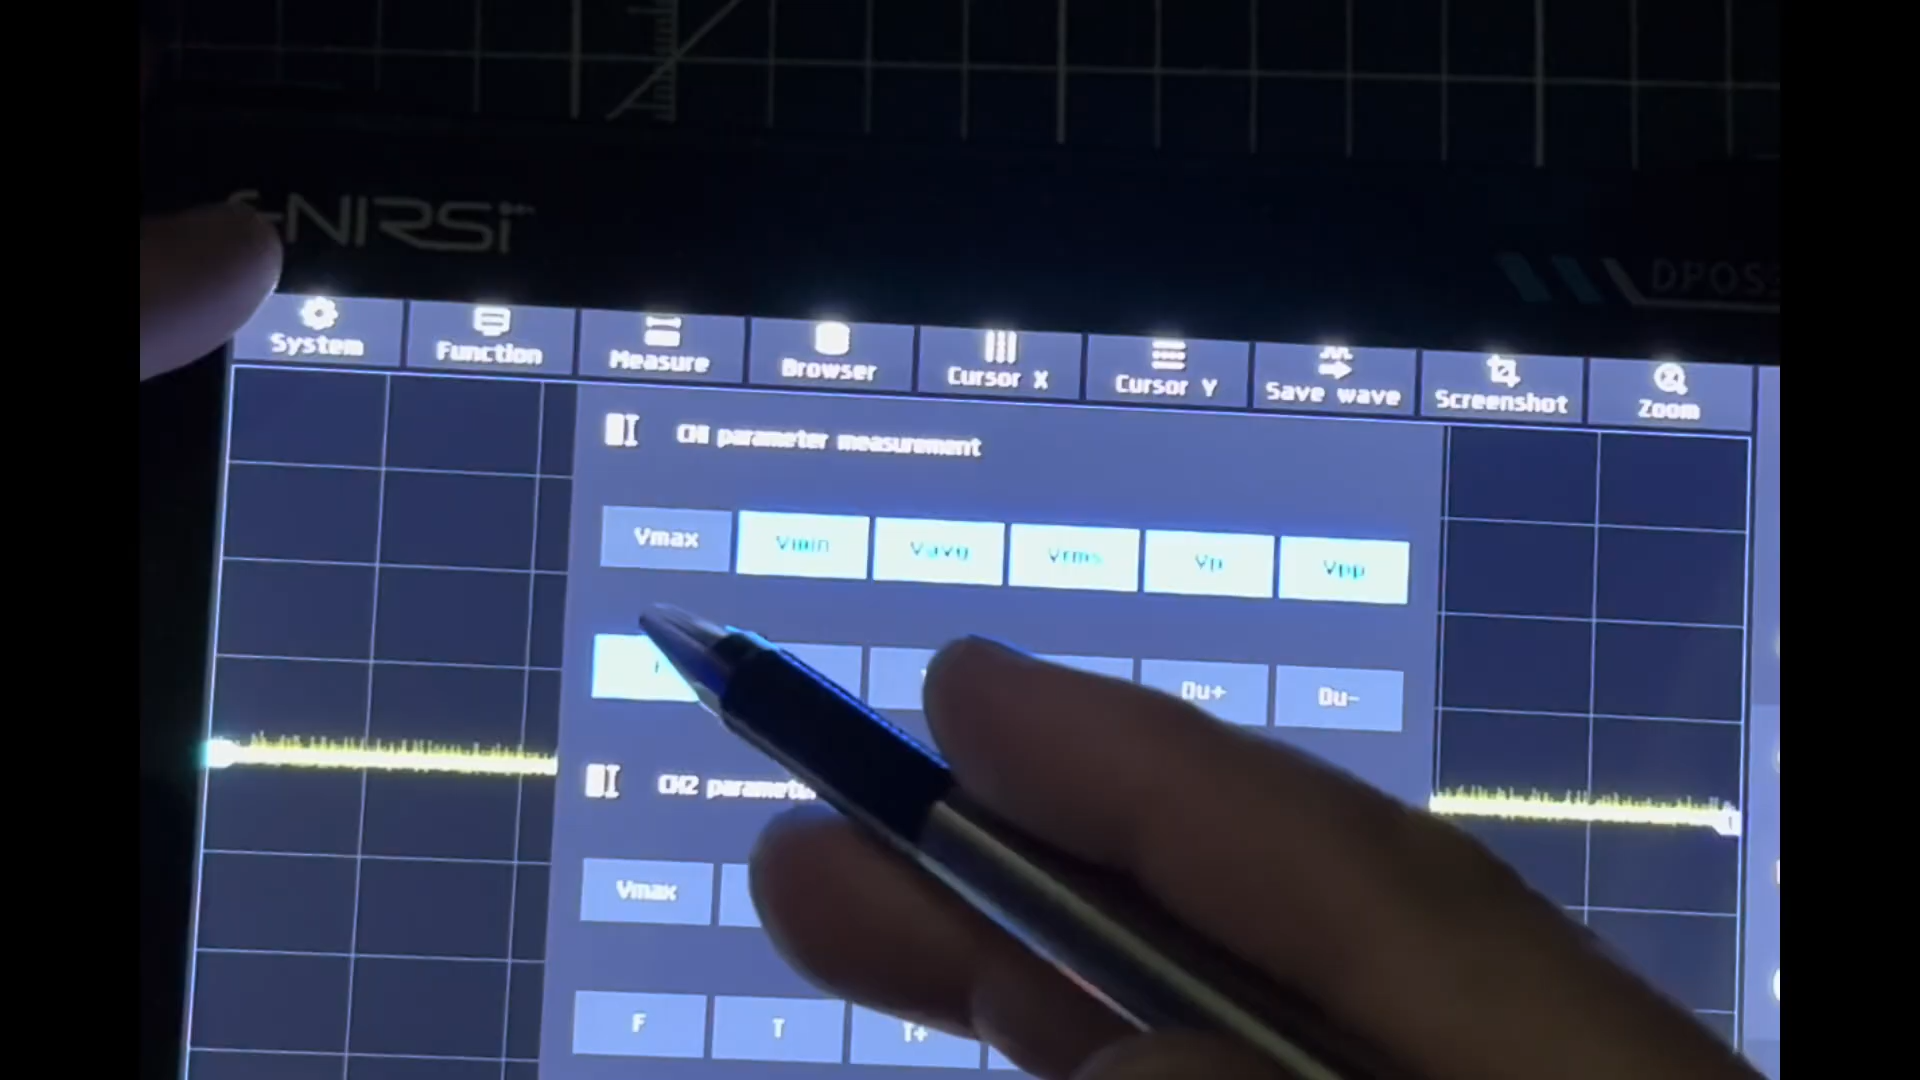 FNIRSI
DPOS
System Function Measure Browser Cursor X Cursor Y Save wave Screenshot Zoom
CH1 parameter measurement
Vmax Vmin Vavg Vrms Vp Vpp
Du+ Du-
CH2
Vmax
F T T+